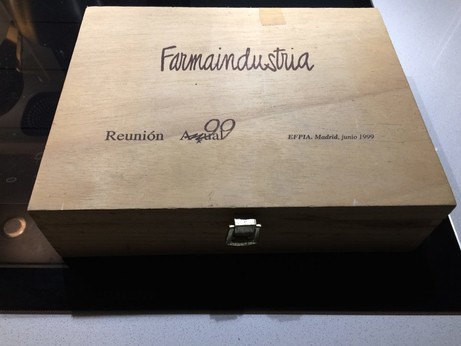 Farmaindustria
Reunión Anual 99
EFPIA. Madrid, junio 1999